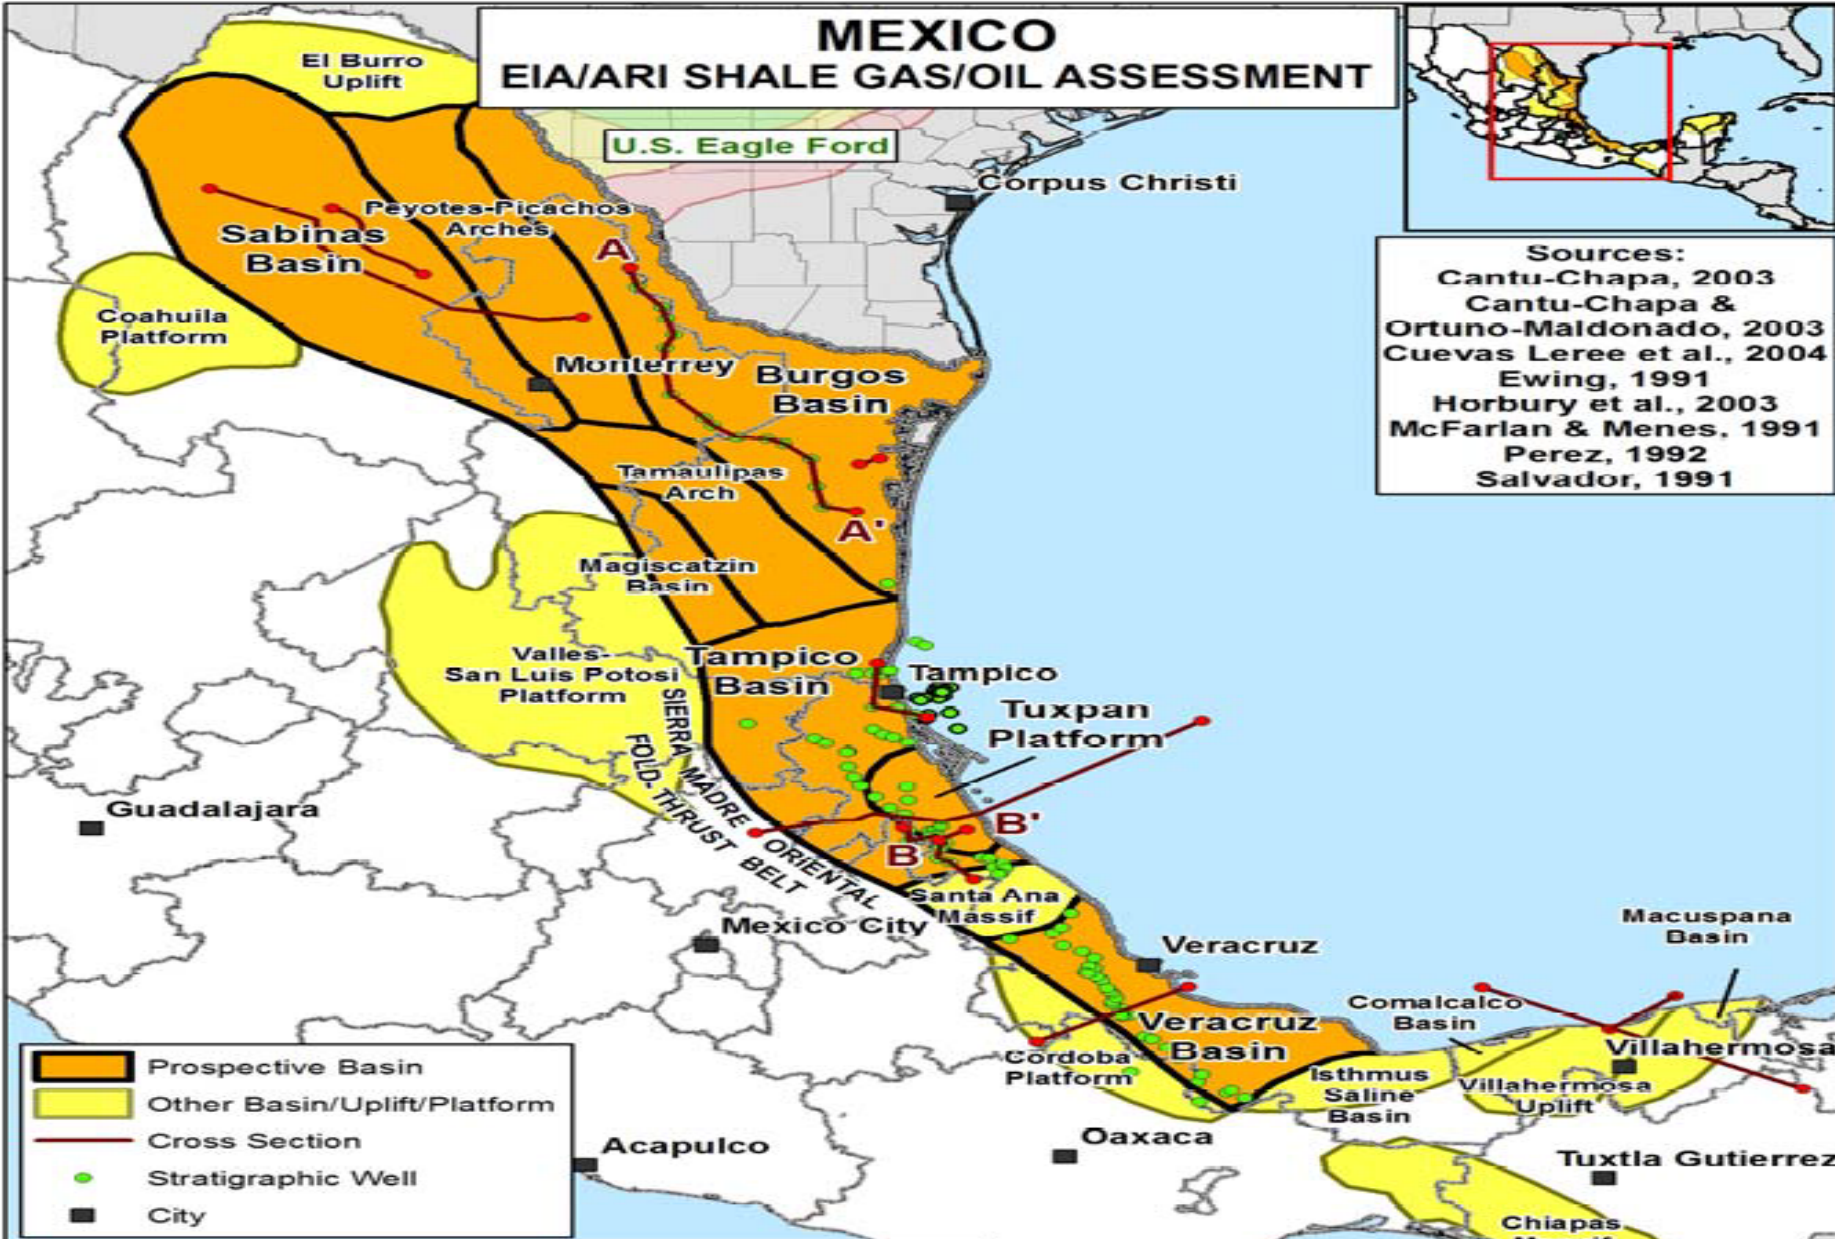 MEXICO
EIA/ARI SHALE GAS/OIL ASSESSMENT
El Burro
Uplift
U.S. Eagle Ford
Corpus Christi
Sources:
Cantu-Chapa, 2003
Cantu-Chapa &
Ortuno-Maldonado, 2003
Cuevas Leree et al., 2004
Ewing, 1991
Horbury et al., 2003
McFarlan & Menes, 1991
Perez, 1992
Salvador, 1991
Peyotes-Picachos
Arches
Sabinas
Basin
A
Coahuila
Platform
Monterrey
Burgos
Basin
Tamaulipas
Arch
A'
Magiscatzin
Basin
Valles-
San Luis Potosi
Platform
Tampico
Basin
Tampico
Tuxpan
Platform
SIERRA MADRE ORIENTAL
FOLD-THRUST BELT
Guadalajara
B'
B
Santa Ana
Massif
Mexico City
Veracruz
Macuspana
Basin
Comalcalco
Basin
Veracruz
Basin
Cordoba
Platform
Villahermosa
Isthmus
Saline
Basin
Villahermosa
Uplift
Oaxaca
Acapulco
Tuxtla Gutierrez
Chiapas
Prospective Basin
Other Basin/Uplift/Platform
Cross Section
Stratigraphic Well
City